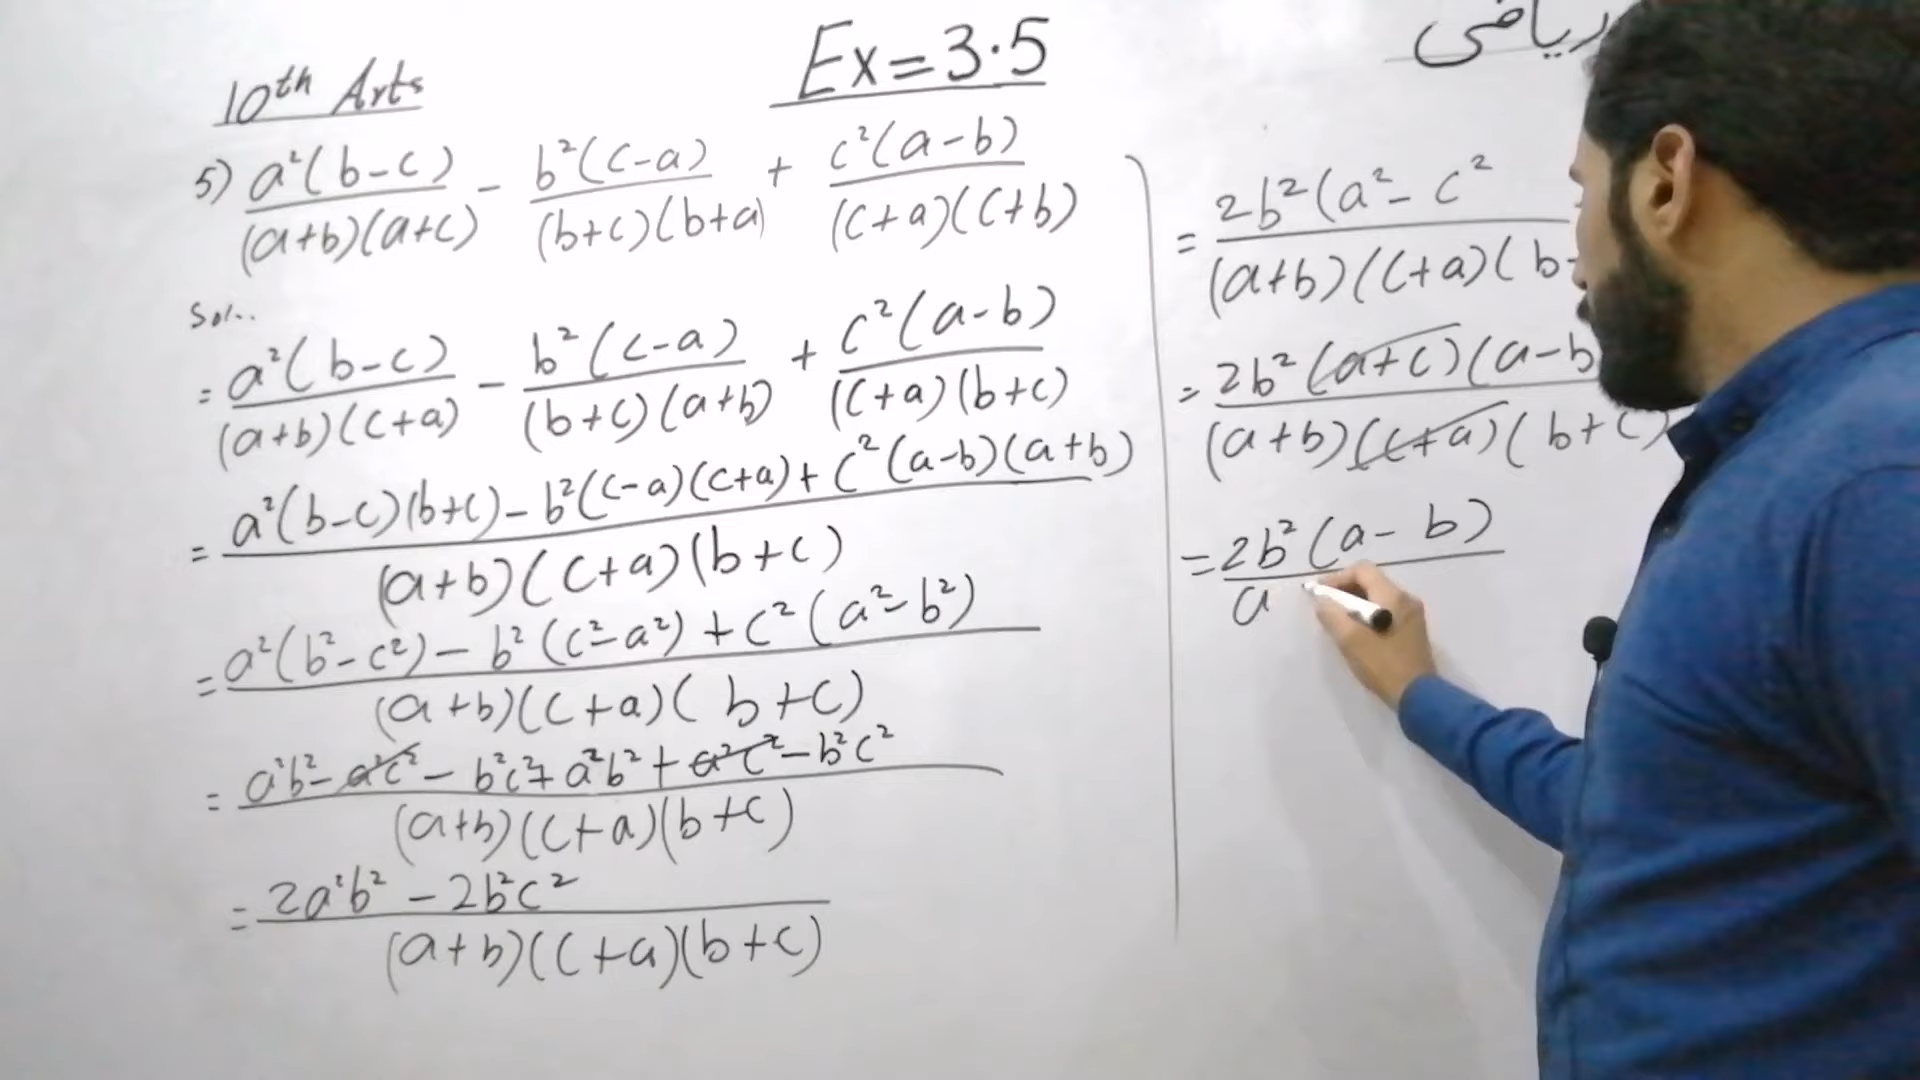 10th Arts
Ex=3.5
ریاضی
5) a²(b-c)/(a+b)(a+c) - b²(c-a)/(b+c)(b+a) + c²(a-b)/(c+a)(c+b)
Sol..
= a²(b-c)/(a+b)(c+a) - b²(c-a)/(b+c)(a+b) + c²(a-b)/(c+a)(b+c)
= a²(b-c)(b+c) - b²(c-a)(c+a) + c²(a-b)(a+b)
(a+b)(c+a)(b+c)
= a²(b²-c²) - b²(c²-a²) + c²(a²-b²)
(a+b)(c+a)(b+c)
= a²b² - a²c² - b²c² + a²b² + a²c² - b²c²
(a+b)(c+a)(b+c)
= 2a²b² - 2b²c²
(a+b)(c+a)(b+c)
= 2b²(a² - c²
(a+b)(c+a)(b
= 2b²(a+c)(a-b
(a+b)(c+a)(b+c)
= 2b²(a-b)
a